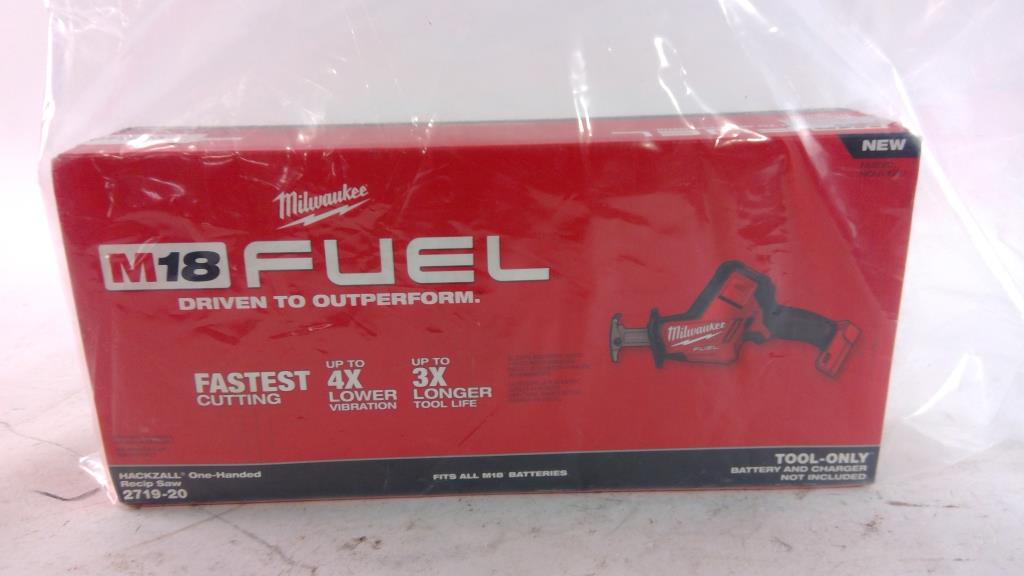 NEW
Milwaukee
M18 FUEL
DRIVEN TO OUTPERFORM.
Milwaukee
FUEL
FASTEST
CUTTING
UP TO
4X
LOWER
VIBRATION
UP TO
3X
LONGER
TOOL LIFE
HACKZALL® One-Handed
Recip Saw
2719-20
FITS ALL M18 BATTERIES
TOOL-ONLY
BATTERY AND CHARGER
NOT INCLUDED